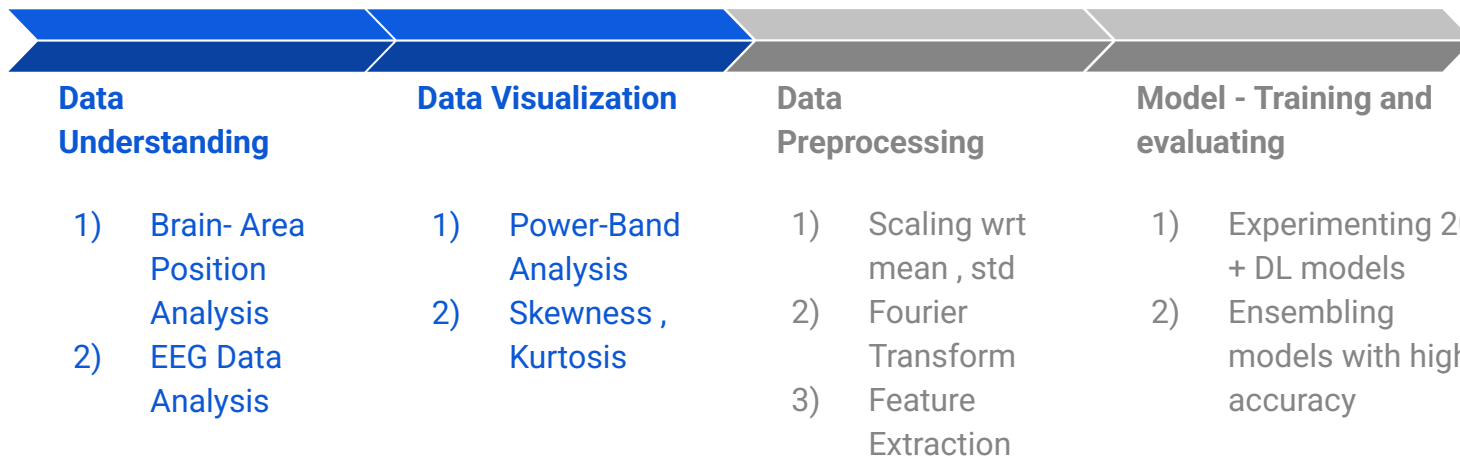 Data
Understanding
1) Brain- Area
Position
Analysis
2) EEG Data
Analysis
Data Visualization
1) Power-Band
Analysis
2) Skewness ,
Kurtosis
Data
Preprocessing
1) Scaling wrt
mean , std
2) Fourier
Transform
3) Feature
Extraction
Model - Training and
evaluating
1) Experimenting
+ DL models
2) Ensembling
models with high
accuracy